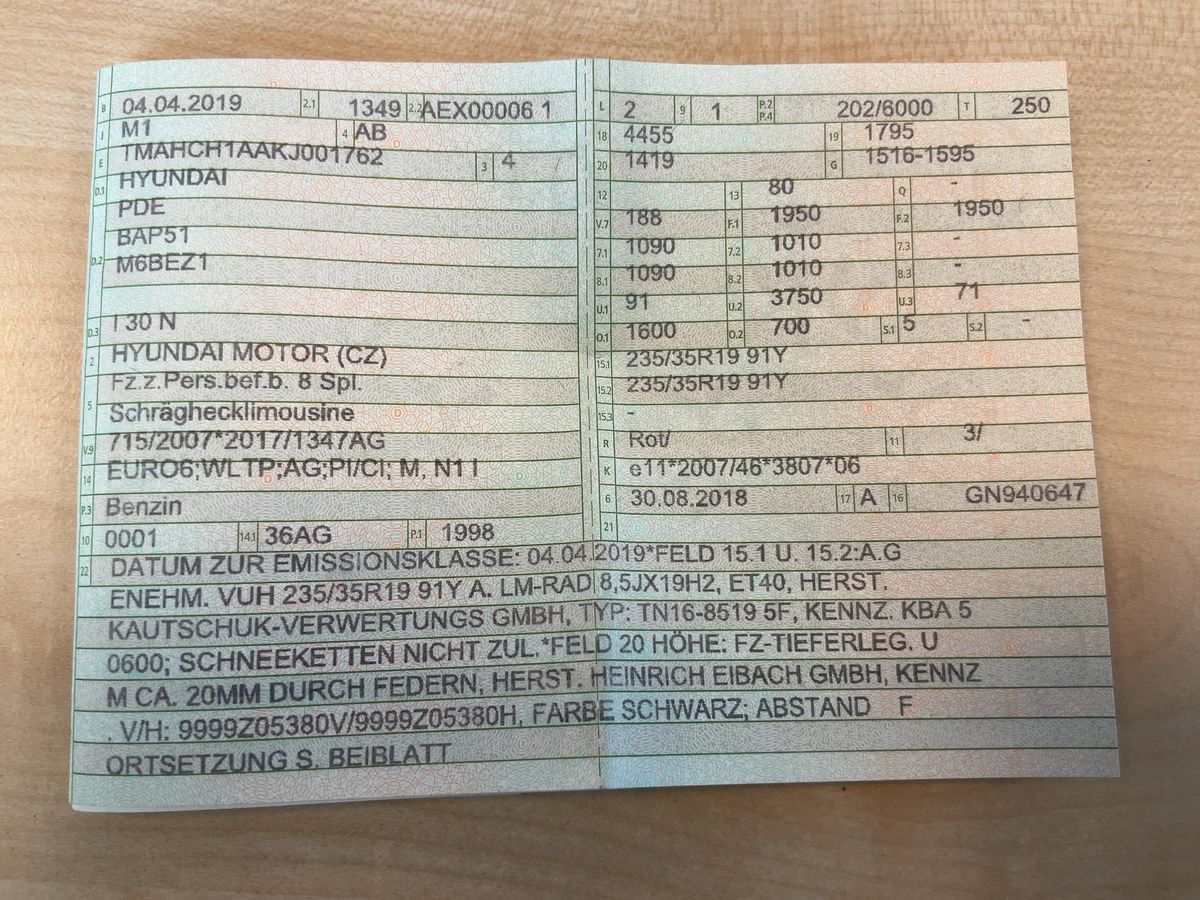 B 04.04.2019 2.1 1349 2.2 AEX00006 1
J M1 4 AB
E TMAHCH1AAKJ001762 3 4
D.1 HYUNDAI
PDE
BAP51
D.2 M6BEZ1
D.3 I 30 N
2 HYUNDAI MOTOR (CZ)
Fz.z.Pers.bef.b. 8 Spl.
5 Schräghecklimousine
V.9 715/2007*2017/1347AG
14 EURO6;WLTP;AG;PI/CI; M, N1 I
P.3 Benzin
10 0001 14.1 36AG P.1 1998
L 2 9 1 P.2 P.4 202/6000 T 250
18 4455 19 1795
20 1419 G 1516-1595
12 13 80 Q -
V.7 188 F.1 1950 F.2 1950
7.1 1090 7.2 1010 7.3 -
8.1 1090 8.2 1010 8.3 -
U.1 91 U.2 3750 U.3 71
O.1 1600 O.2 700 S.1 5 S.2 -
15.1 235/35R19 91Y
15.2 235/35R19 91Y
15.3 -
R Rot/ 11 3/
K e11*2007/46*3807*06
6 30.08.2018 17 A 16 GN940647
21
22 DATUM ZUR EMISSIONSKLASSE: 04.04.2019*FELD 15.1 U. 15.2:A.G
ENEHM. VUH 235/35R19 91Y A. LM-RAD 8,5JX19H2, ET40, HERST.
KAUTSCHUK-VERWERTUNGS GMBH, TYP: TN16-8519 5F, KENNZ. KBA 5
0600; SCHNEEKETTEN NICHT ZUL.*FELD 20 HÖHE: FZ-TIEFERLEG. U
M CA. 20MM DURCH FEDERN, HERST. HEINRICH EIBACH GMBH, KENNZ
. V/H: 9999Z05380V/9999Z05380H, FARBE SCHWARZ; ABSTAND F
ORTSETZUNG S. BEIBLATT